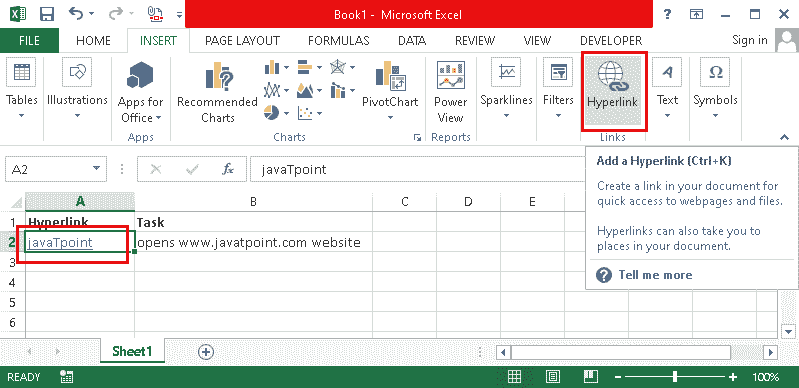 Book1 - Microsoft Excel
?
FILE HOME INSERT PAGE LAYOUT FORMULAS DATA REVIEW VIEW DEVELOPER Sign in
Tables
Illustrations
Apps for
Office
Recommended
Charts
PivotChart
Power
View
Sparklines
Filters
Hyperlink
Text
Symbols
Apps Charts Reports Links
A2 fx javaTpoint
Add a Hyperlink (Ctrl+K)
Create a link in your document for
quick access to webpages and files.
Hyperlinks can also take you to
places in your document.
? Tell me more
A B C D E
1 Hyperlink Task
2 javaTpoint opens www.javatpoint.com website
3
4
5
6
Sheet1
READY 100%